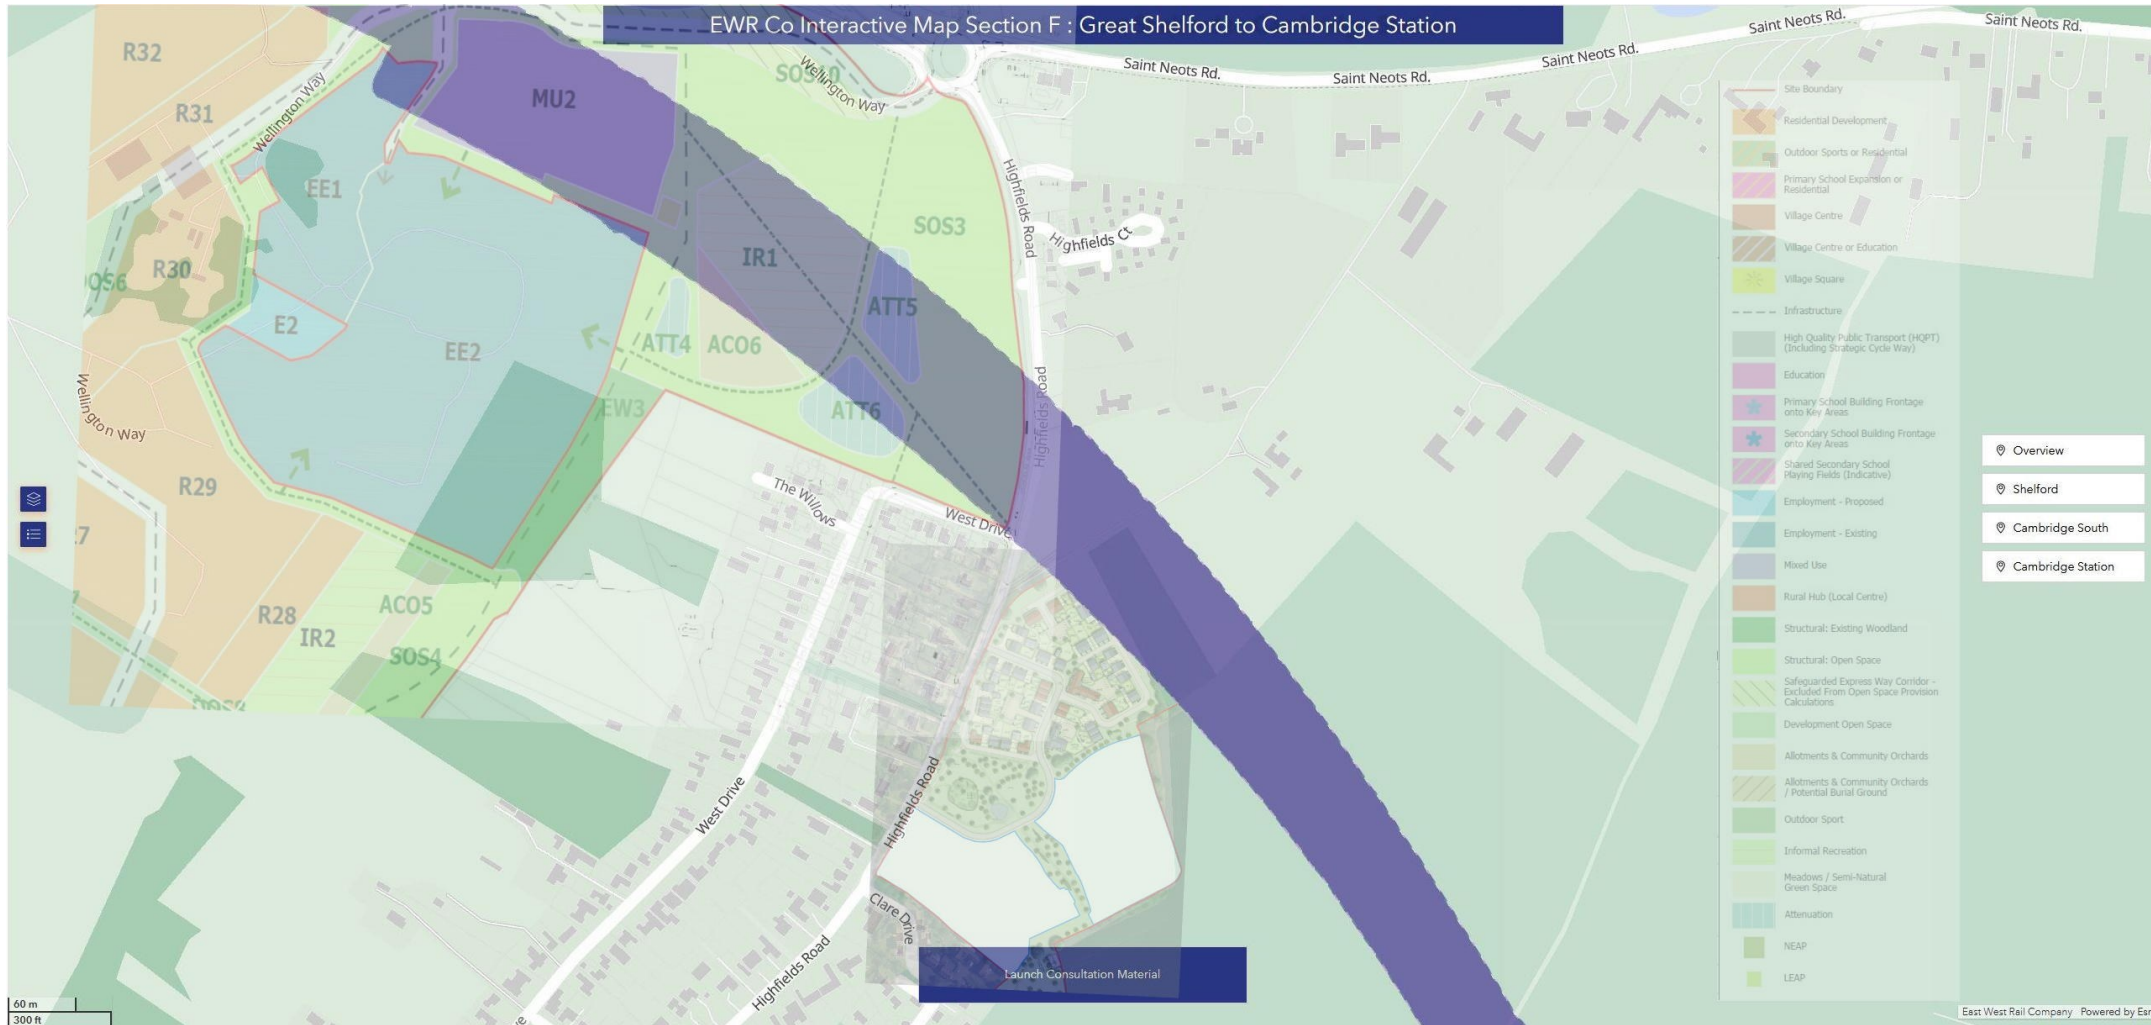 EWR Co Interactive Map Section F : Great Shelford to Cambridge Station
Saint Neots Rd.
Saint Neots Rd.
Saint Neots Rd.
Saint Neots Rd.
Saint Neots Rd.
R32
R31
Wellington Way
MU2
SOS10
Wellington Way
EE1
SOS3
Highfields Road
Highfields Ct
R30
OS6
IR1
ATT5
E2
EE2
ATT4
ACO6
Wellington Way
EW3
ATT6
Highfields Road
R29
The Willows
West Drive
R28
IR2
ACO5
SOS4
West Drive
Highfields Road
Clare Drive
Highfields Road
Site Boundary
Residential Development
Outdoor Sports or Residential
Primary School Expansion or
Residential
Village Centre
Village Centre or Education
Village Square
Infrastructure
High Quality Public Transport (HQPT)
(Including Strategic Cycle Way)
Education
Primary School Building Frontage
onto Key Areas
Secondary School Building Frontage
onto Key Areas
Shared Secondary School
Playing Fields (Indicative)
Employment - Proposed
Employment - Existing
Mixed Use
Rural Hub (Local Centre)
Structural: Existing Woodland
Structural: Open Space
Safeguarded Express Way Corridor -
Excluded From Open Space Provision
Calculations
Development Open Space
Allotments & Community Orchards
Allotments & Community Orchards
/ Potential Burial Ground
Outdoor Sport
Informal Recreation
Meadows / Semi-Natural
Green Space
Attenuation
NEAP
LEAP
Overview
Shelford
Cambridge South
Cambridge Station
Launch Consultation Material
60 m
300 ft
East West Rail Company Powered by Esr